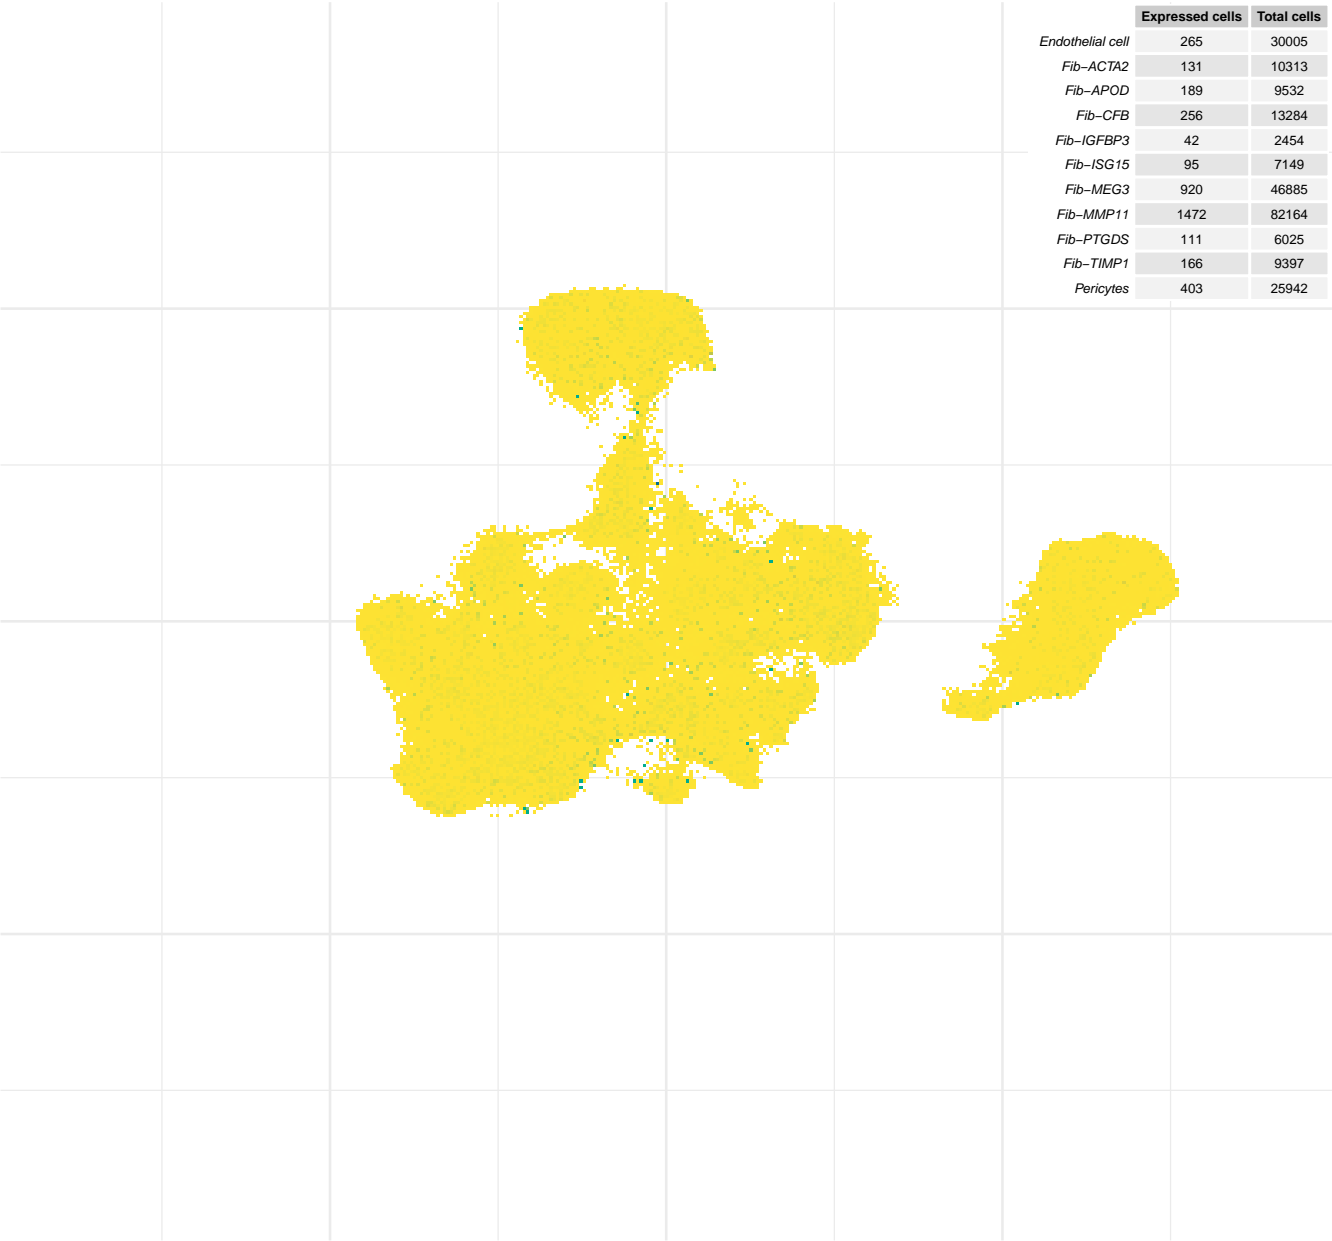 Expressed cells Total cells
Endothelial cell 265 30005
Fib−ACTA2 131 10313
Fib−APOD 189 9532
Fib−CFB 256 13284
Fib−IGFBP3 42 2454
Fib−ISG15 95 7149
Fib−MEG3 920 46885
Fib−MMP11 1472 82164
Fib−PTGDS 111 6025
Fib−TIMP1 166 9397
Pericytes 403 25942